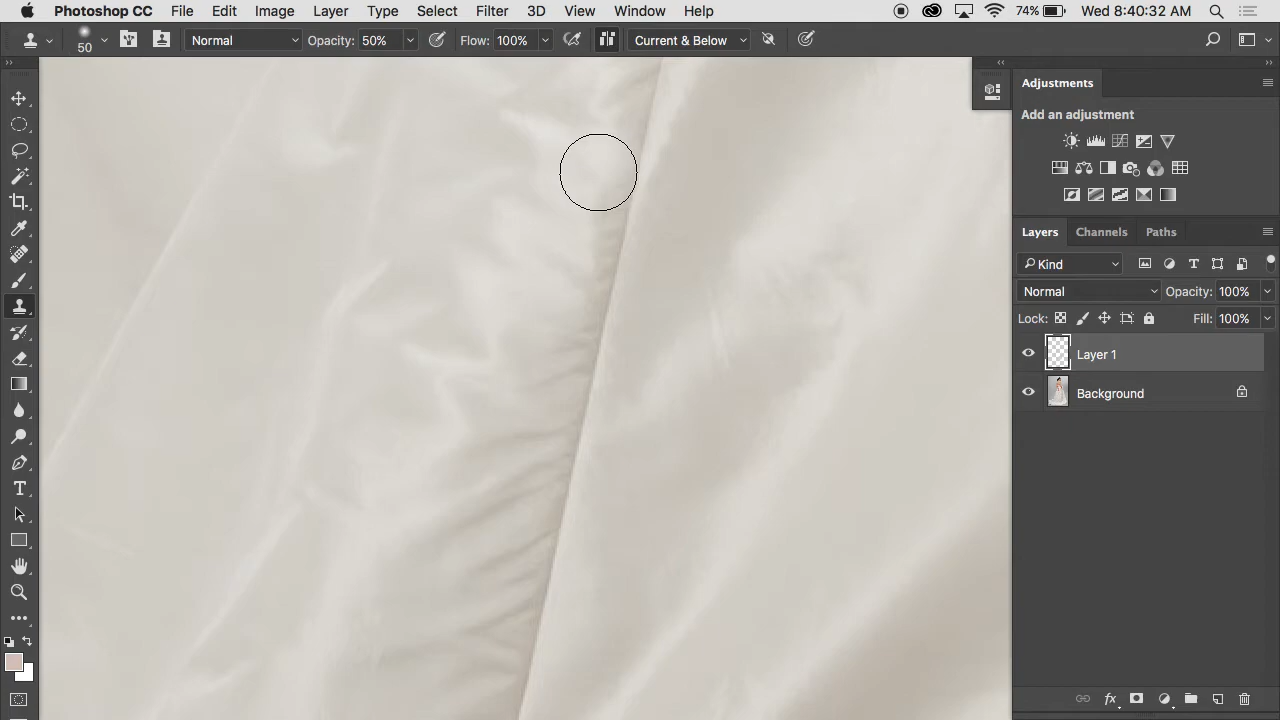 Photoshop CC File Edit Image Layer Type Select Filter 3D View Window Help 74% Wed 8:40:32 AM
50 Normal Opacity: 50% Flow: 100% Current & Below
Adjustments
Add an adjustment
Layers Channels Paths
Kind
Normal Opacity: 100%
Lock: Fill: 100%
Layer 1
Background